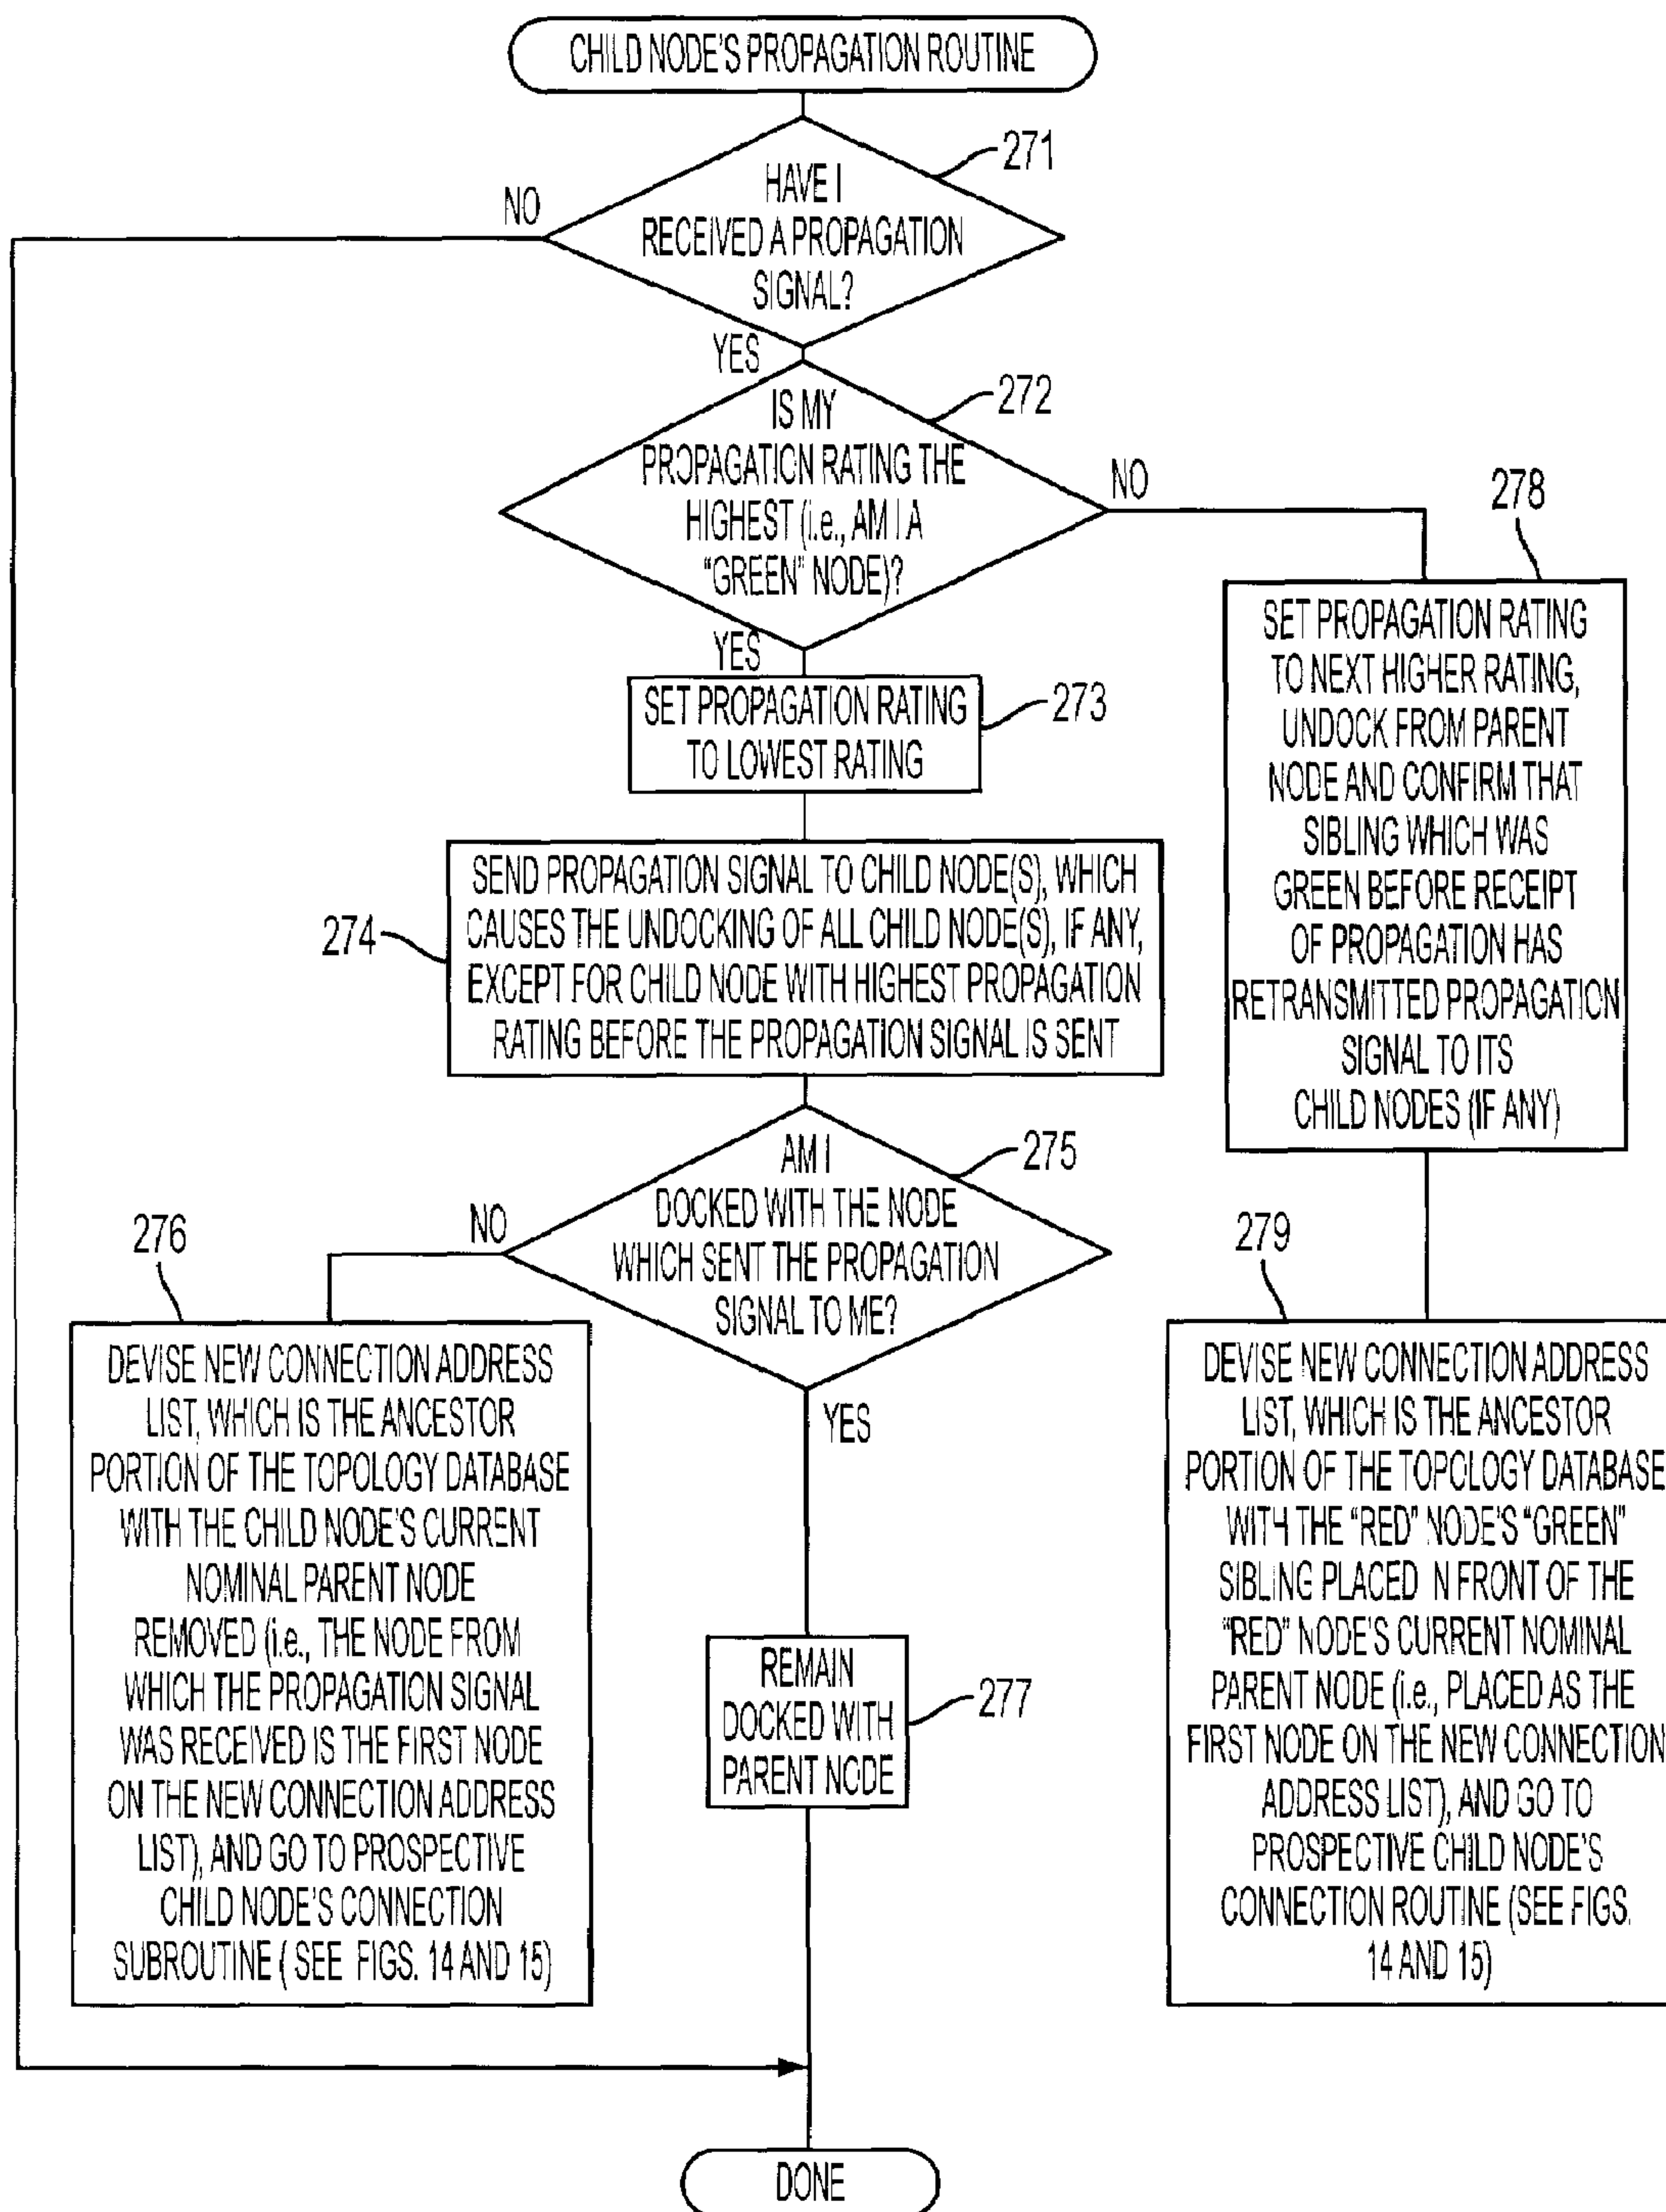 CHILD NODE'S PROPAGATION ROUTINE
271
HAVE I
RECEIVED A PROPAGATION
SIGNAL?
NO
YES
272
IS MY
PROPAGATION RATING THE
HIGHEST (i.e., AM I A
"GREEN" NODE)?
NO
YES
278
SET PROPAGATION RATING
TO NEXT HIGHER RATING,
UNDOCK FROM PARENT
NODE AND CONFIRM THAT
SIBLING WHICH WAS
GREEN BEFORE RECEIPT
OF PROPAGATION HAS
RETRANSMITTED PROPAGATION
SIGNAL TO ITS
CHILD NODES (IF ANY)
SET PROPAGATION RATING
TO LOWEST RATING
273
274
SEND PROPAGATION SIGNAL TO CHILD NODE(S), WHICH
CAUSES THE UNDOCKING OF ALL CHILD NODE(S), IF ANY,
EXCEPT FOR CHILD NODE WITH HIGHEST PROPAGATION
RATING BEFORE THE PROPAGATION SIGNAL IS SENT
275
AM I
DOCKED WITH THE NODE
WHICH SENT THE PROPAGATION
SIGNAL TO ME?
NO
YES
276
DEVISE NEW CONNECTION ADDRESS
LIST, WHICH IS THE ANCESTOR
PORTION OF THE TOPOLOGY DATABASE
WITH THE CHILD NODE'S CURRENT
NOMINAL PARENT NODE
REMOVED (i.e., THE NODE FROM
WHICH THE PROPAGATION SIGNAL
WAS RECEIVED IS THE FIRST NODE
ON THE NEW CONNECTION ADDRESS
LIST), AND GO TO PROSPECTIVE
CHILD NODE'S CONNECTION
SUBROUTINE ( SEE FIGS. 14 AND 15)
REMAIN
DOCKED WITH
PARENT NODE
277
279
DEVISE NEW CONNECTION ADDRESS
LIST, WHICH IS THE ANCESTOR
PORTION OF THE TOPOLOGY DATABASE
WITH THE "RED" NODE'S "GREEN"
SIBLING PLACED N FRONT OF THE
"RED" NODE'S CURRENT NOMINAL
PARENT NODE (i.e., PLACED AS THE
FIRST NODE ON THE NEW CONNECTION
ADDRESS LIST), AND GO TO
PROSPECTIVE CHILD NODE'S
CONNECTION ROUTINE (SEE FIGS.
14 AND 15)
DONE